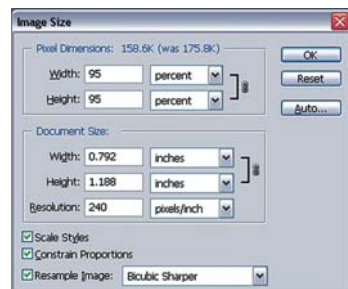 Image Size
Pixel Dimensions: 158.6K (was 175.8K)
Width: 95 percent
Height: 95 percent
OK
Reset
Auto...
Document Size:
Width: 0.792 inches
Height: 1.188 inches
Resolution: 240 pixels/inch
Scale Styles
Constrain Proportions
Resample Image: Bicubic Sharper